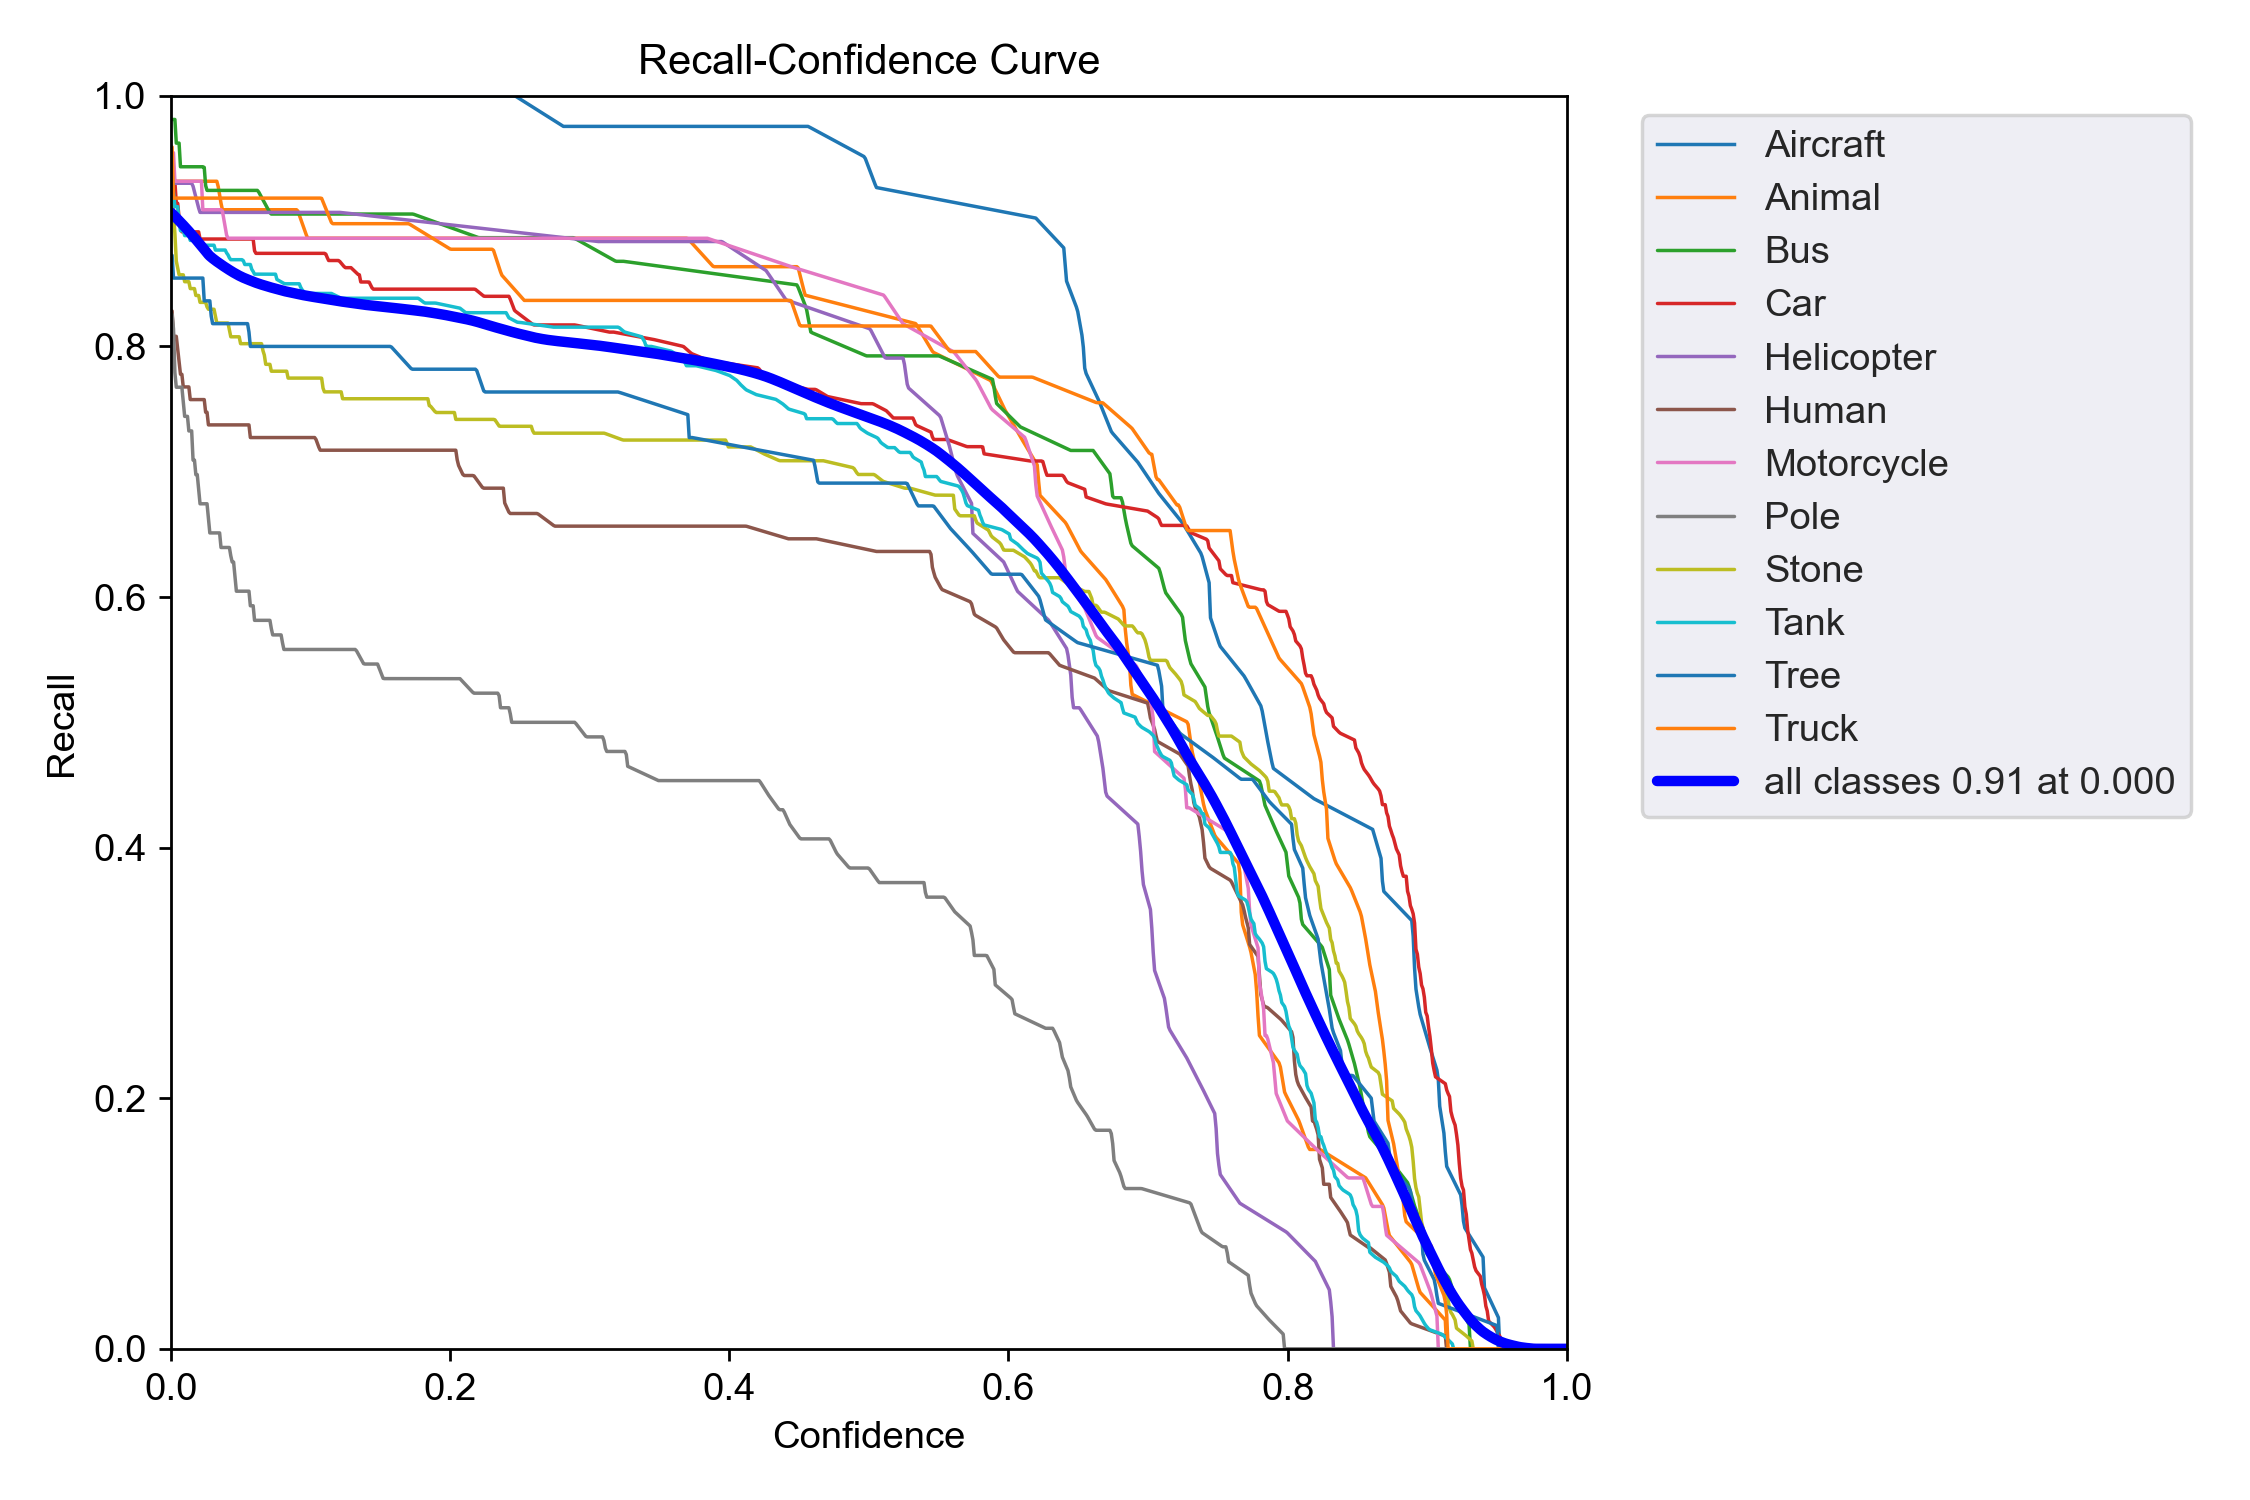 Recall-Confidence Curve
1.0
0.8
0.6
0.4
0.2
0.0
Recall
0.0 0.2 0.4 0.6 0.8 1.0
Confidence
Aircraft
Animal
Bus
Car
Helicopter
Human
Motorcycle
Pole
Stone
Tank
Tree
Truck
all classes 0.91 at 0.000